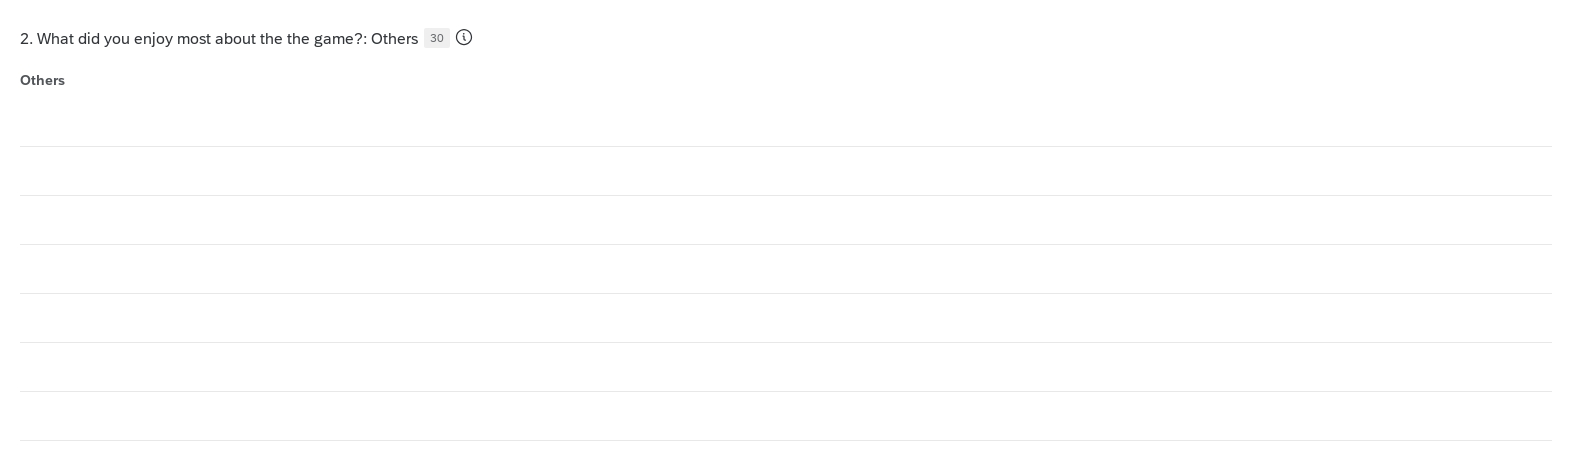 2. What did you enjoy most about the the game?: Others 30
Others